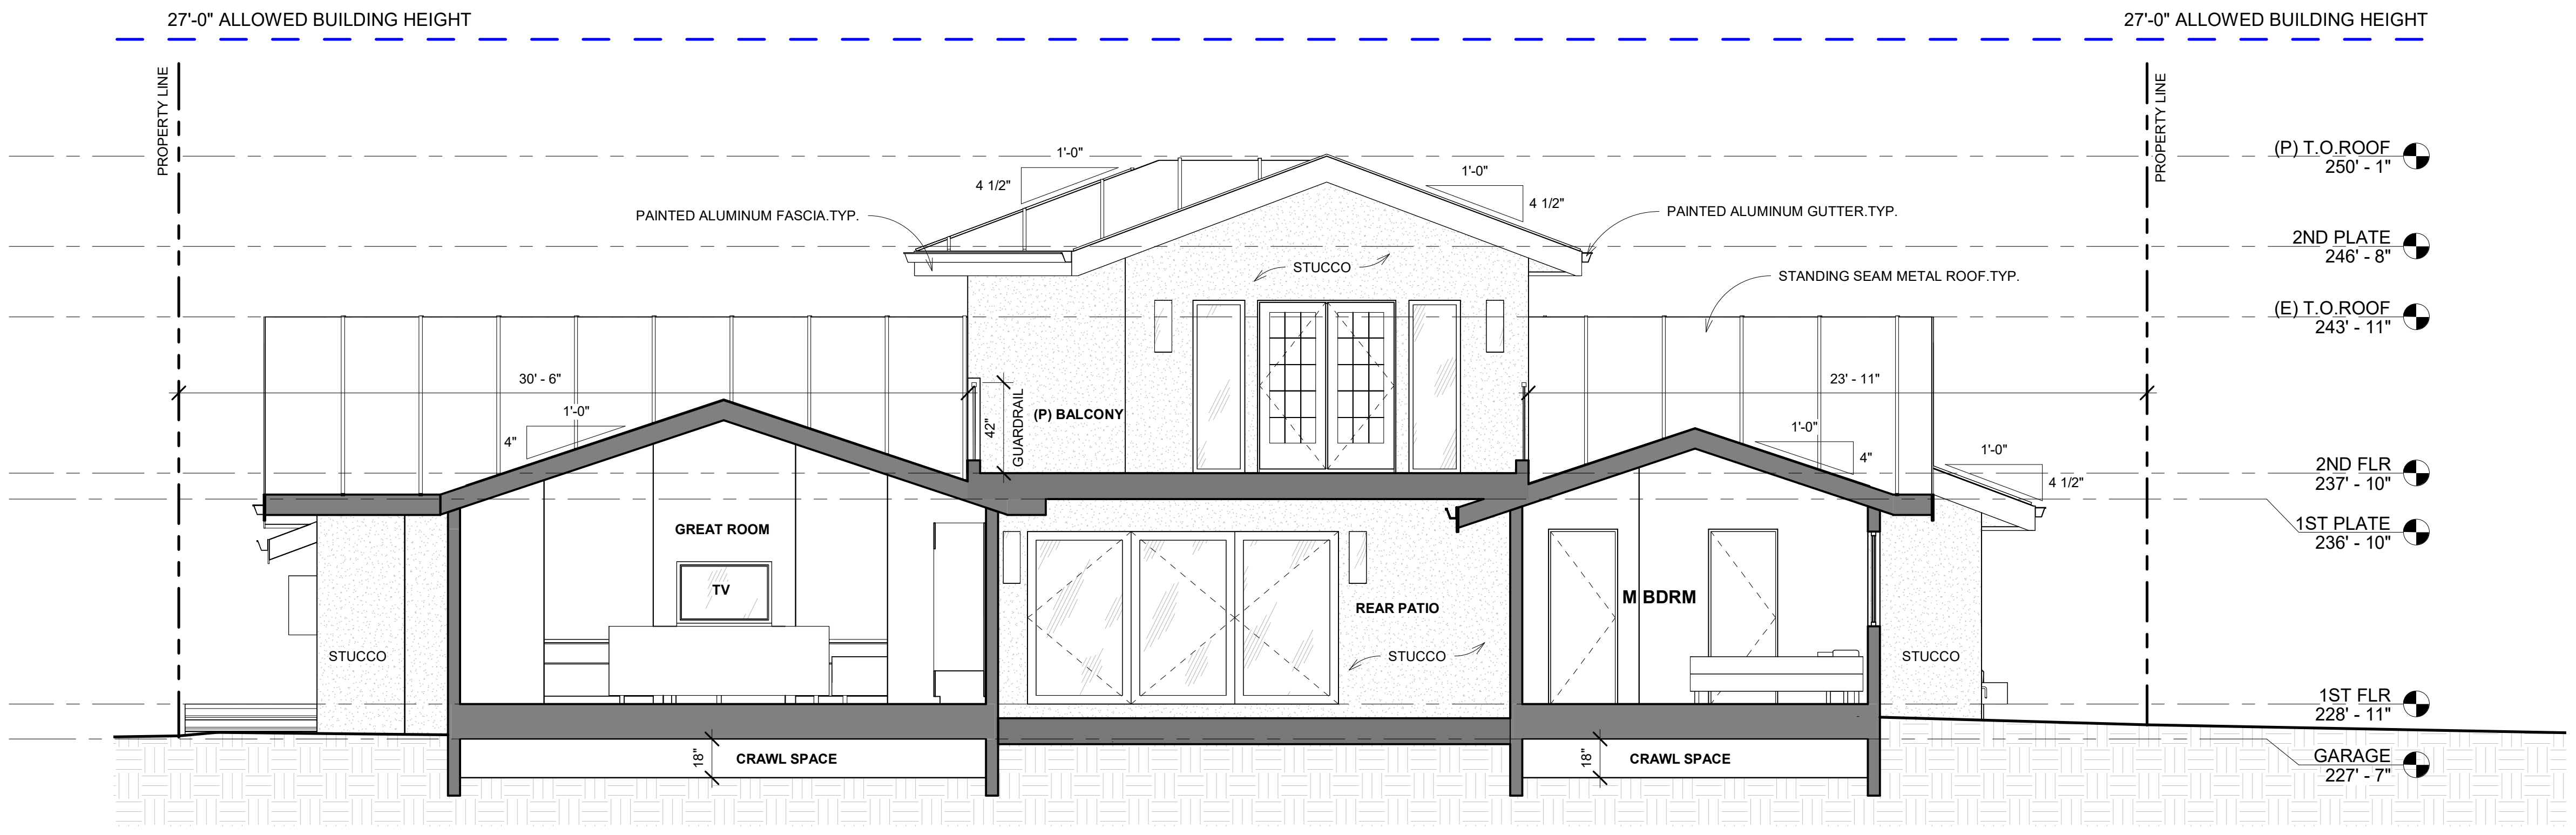 27'-0" ALLOWED BUILDING HEIGHT
27'-0" ALLOWED BUILDING HEIGHT
PROPERTY LINE
PROPERTY LINE
(P) T.O.ROOF
250' - 1"
1'-0"
4 1/2"
1'-0"
4 1/2"
PAINTED ALUMINUM FASCIA.TYP.
PAINTED ALUMINUM GUTTER.TYP.
2ND PLATE
246' - 8"
STUCCO
STANDING SEAM METAL ROOF.TYP.
(E) T.O.ROOF
243' - 11"
30' - 6"
23' - 11"
1'-0"
4"
42"
GUARDRAIL
(P) BALCONY
1'-0"
4"
1'-0"
4 1/2"
2ND FLR
237' - 10"
1ST PLATE
236' - 10"
GREAT ROOM
TV
REAR PATIO
M BDRM
STUCCO
STUCCO
STUCCO
1ST FLR
228' - 11"
18"
CRAWL SPACE
18"
CRAWL SPACE
GARAGE
227' - 7"